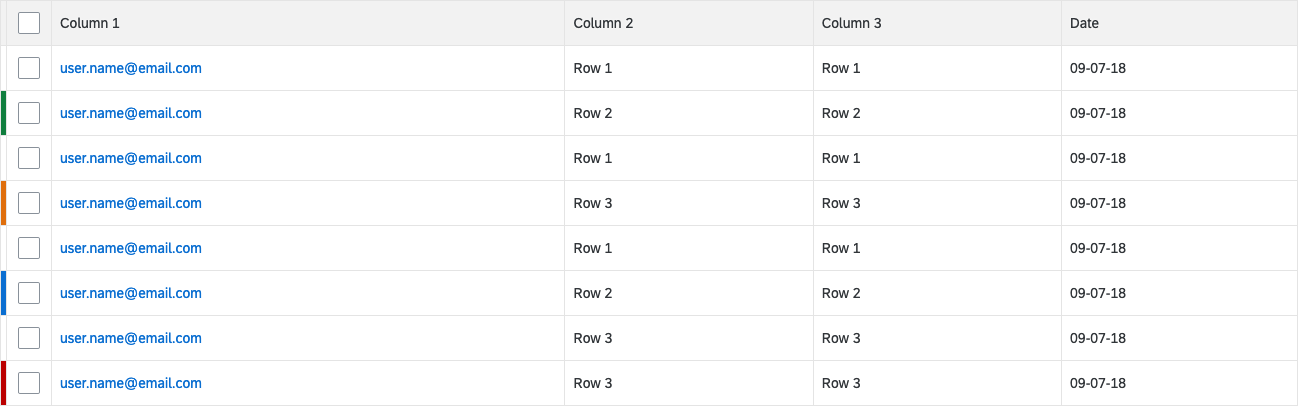 Column 1 Column 2 Column 3 Date
user.name@email.com Row 1 Row 1 09-07-18
user.name@email.com Row 2 Row 2 09-07-18
user.name@email.com Row 1 Row 1 09-07-18
user.name@email.com Row 3 Row 3 09-07-18
user.name@email.com Row 1 Row 1 09-07-18
user.name@email.com Row 2 Row 2 09-07-18
user.name@email.com Row 3 Row 3 09-07-18
user.name@email.com Row 3 Row 3 09-07-18